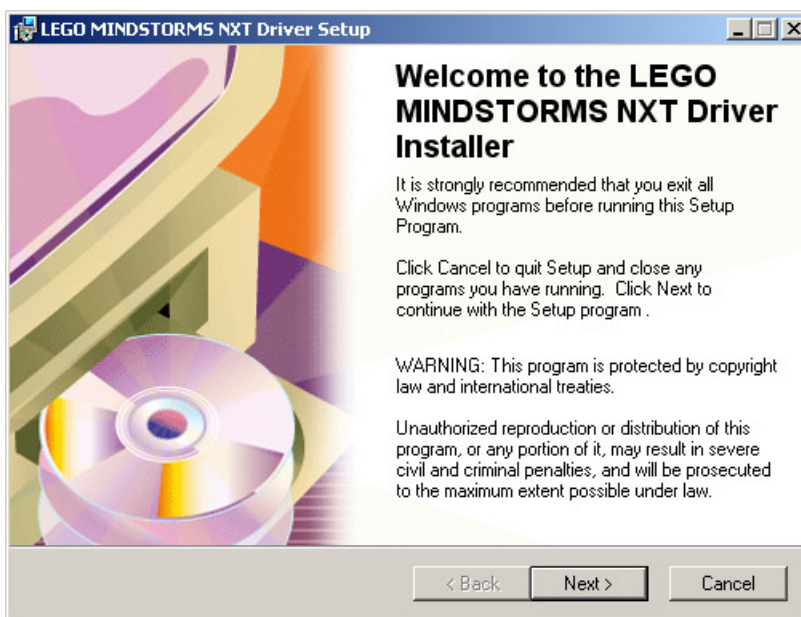 LEGO MINDSTORMS NXT Driver Setup
Welcome to the LEGO
MINDSTORMS NXT Driver
Installer
It is strongly recommended that you exit all
Windows programs before running this Setup
Program.
Click Cancel to quit Setup and close any
programs you have running.  Click Next to
continue with the Setup program .
WARNING: This program is protected by copyright
law and international treaties.
Unauthorized reproduction or distribution of this
program, or any portion of it, may result in severe
civil and criminal penalties, and will be prosecuted
to the maximum extent possible under law.
< Back
Next >
Cancel